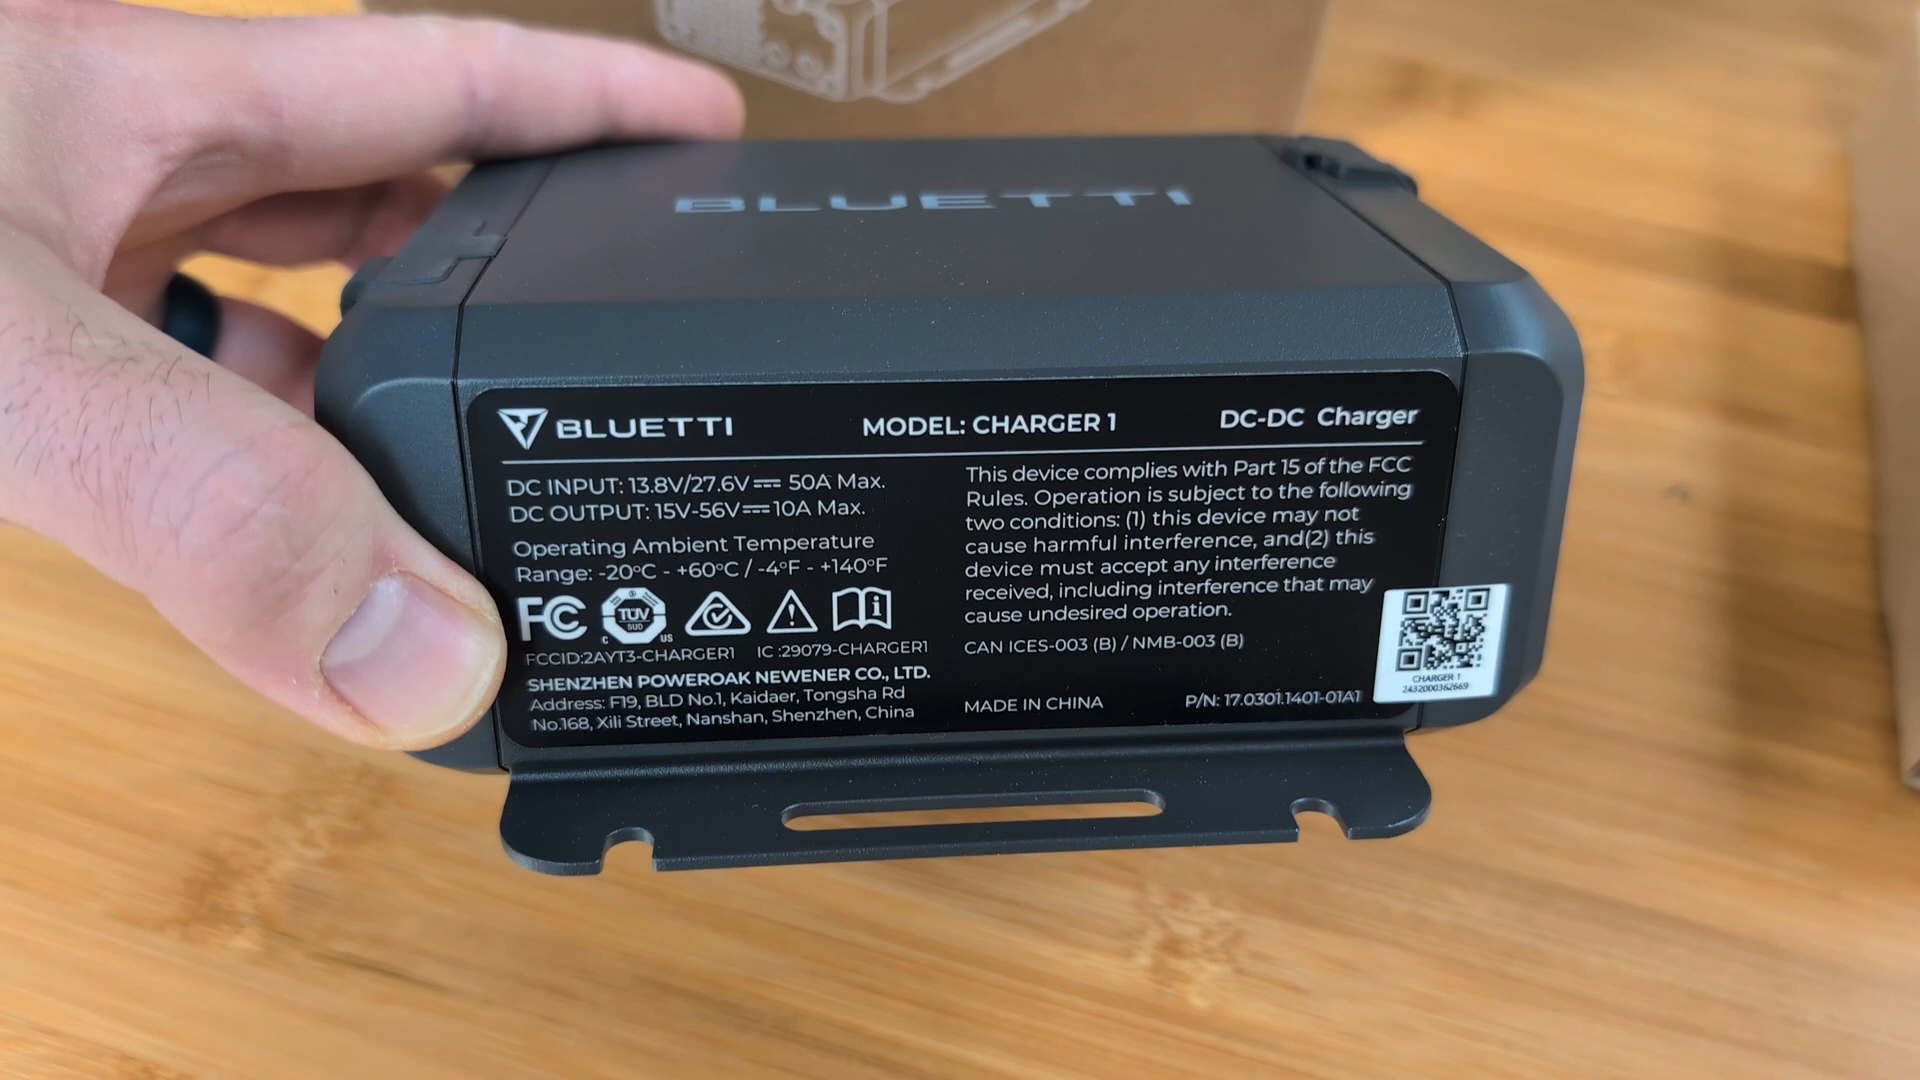 BLUETTI
BLUETTI
MODEL: CHARGER 1
DC-DC Charger
DC INPUT: 13.8V/27.6V⎓ 50A Max.
DC OUTPUT: 15V-56V⎓10A Max.
Operating Ambient Temperature
Range: -20°C - +60°C / -4°F - +140°F
FC
TÜV
SÜD
C US
FCCID:2AYT3-CHARGER1 IC :29079-CHARGER1
SHENZHEN POWEROAK NEWENER CO., LTD.
Address: F19, BLD No.1, Kaidaer, Tongsha Rd
No.168, Xili Street, Nanshan, Shenzhen, China
This device complies with Part 15 of the FCC
Rules. Operation is subject to the following
two conditions: (1) this device may not
cause harmful interference, and(2) this
device must accept any interference
received, including interference that may
cause undesired operation.
CAN ICES-003 (B) / NMB-003 (B)
MADE IN CHINA
P/N: 17.0301.1401-01A1
CHARGER 1
2432000362669